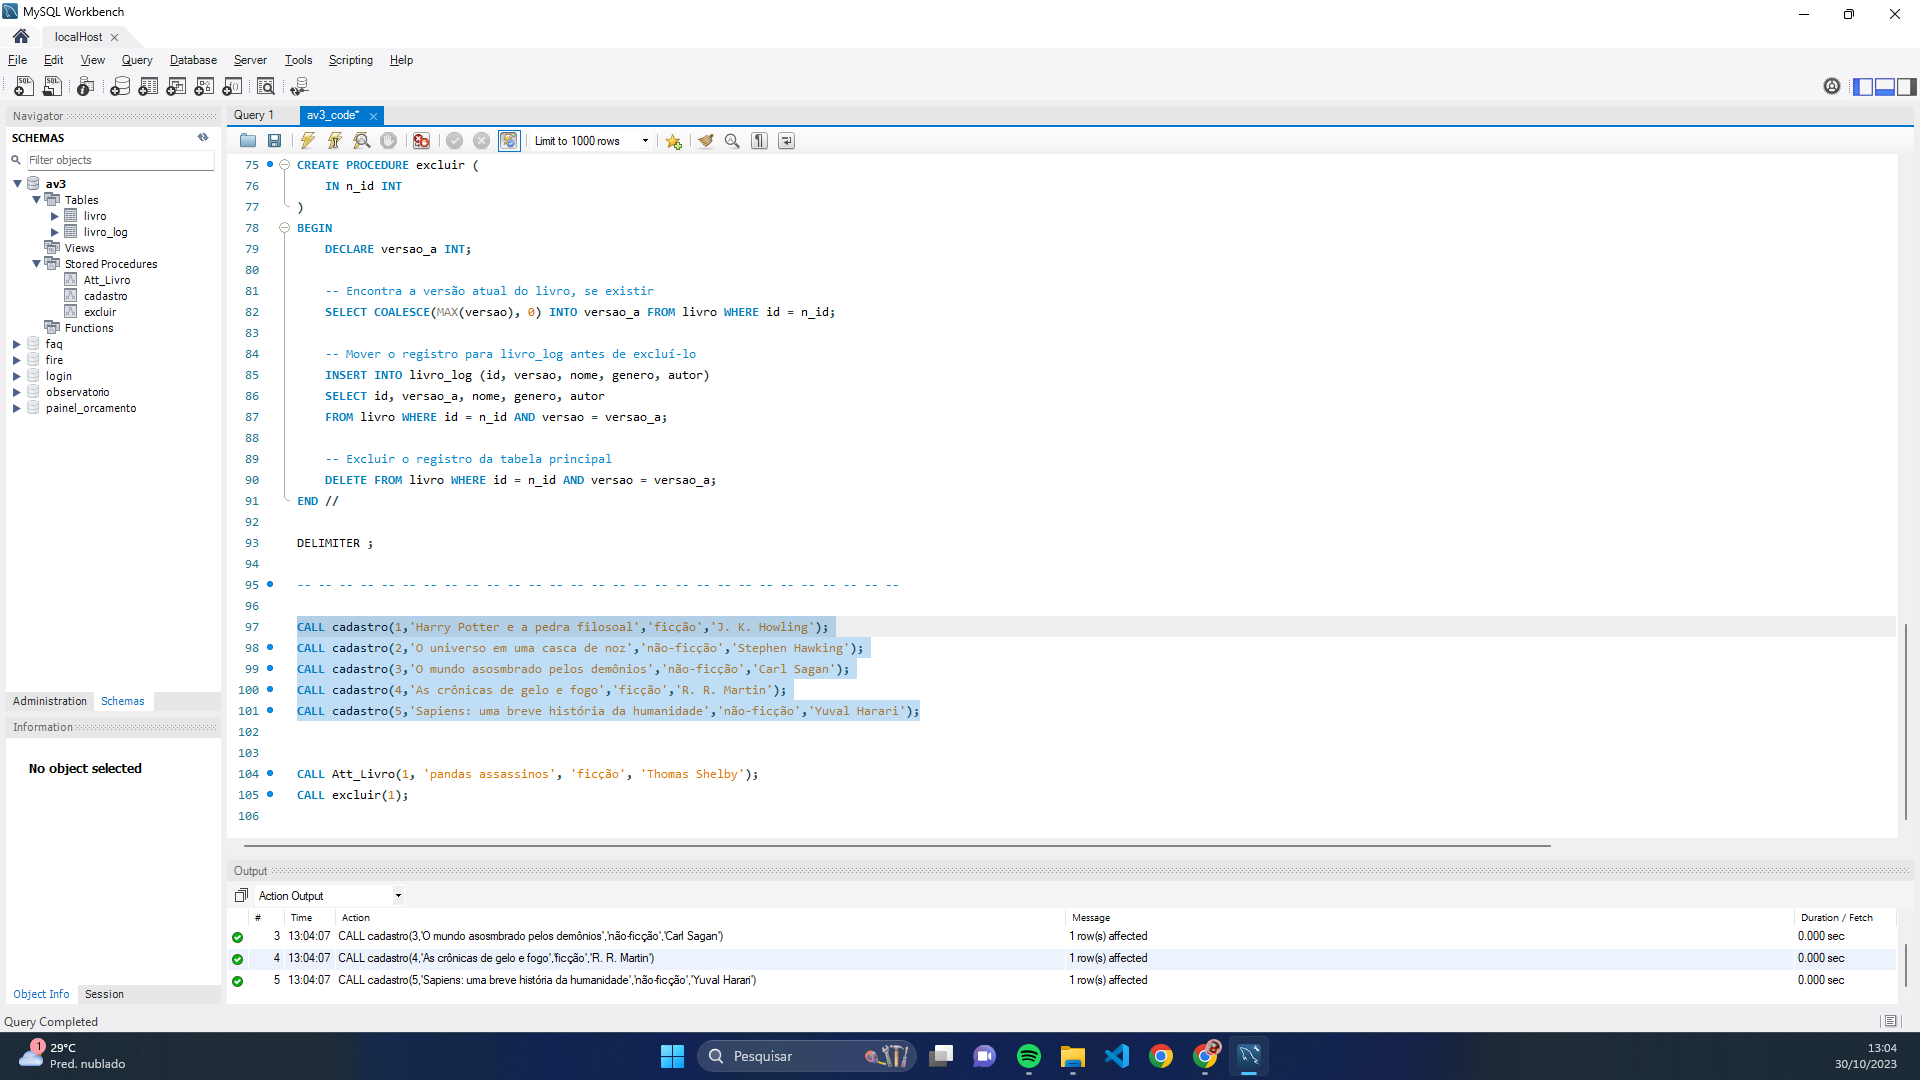 MySQL Workbench
localHost
File Edit View Query Database Server Tools Scripting Help
Navigator
SCHEMAS
Filter objects
av3
Tables
livro
livro_log
Views
Stored Procedures
Att_Livro
cadastro
excluir
Functions
faq
fire
login
observatorio
painel_orcamento
Administration Schemas
Information
No object selected
Object Info Session
Query 1 av3_code*
Limit to 1000 rows
75 CREATE PROCEDURE excluir (
76 IN n_id INT
77 )
78 BEGIN
79 DECLARE versao_a INT;
80
81 -- Encontra a versão atual do livro, se existir
82 SELECT COALESCE(MAX(versao), 0) INTO versao_a FROM livro WHERE id = n_id;
83
84 -- Mover o registro para livro_log antes de excluí-lo
85 INSERT INTO livro_log (id, versao, nome, genero, autor)
86 SELECT id, versao_a, nome, genero, autor
87 FROM livro WHERE id = n_id AND versao = versao_a;
88
89 -- Excluir o registro da tabela principal
90 DELETE FROM livro WHERE id = n_id AND versao = versao_a;
91 END //
92
93 DELIMITER ;
94
95 -- -- -- -- -- -- -- -- -- -- -- -- -- -- -- -- -- -- -- -- -- -- -- -- -- -- -- -- --
96
97 CALL cadastro(1,'Harry Potter e a pedra filosoal','ficção','J. K. Howling');
98 CALL cadastro(2,'O universo em uma casca de noz','não-ficção','Stephen Hawking');
99 CALL cadastro(3,'O mundo asosmbrado pelos demônios','não-ficção','Carl Sagan');
100 CALL cadastro(4,'As crônicas de gelo e fogo','ficção','R. R. Martin');
101 CALL cadastro(5,'Sapiens: uma breve história da humanidade','não-ficção','Yuval Harari');
102
103
104 CALL Att_Livro(1, 'pandas assassinos', 'ficção', 'Thomas Shelby');
105 CALL excluir(1);
106
Output
Action Output
# Time Action Message Duration / Fetch
3 13:04:07 CALL cadastro(3,'O mundo asosmbrado pelos demônios','não-ficção','Carl Sagan') 1 row(s) affected 0.000 sec
4 13:04:07 CALL cadastro(4,'As crônicas de gelo e fogo','ficção','R. R. Martin') 1 row(s) affected 0.000 sec
5 13:04:07 CALL cadastro(5,'Sapiens: uma breve história da humanidade','não-ficção','Yuval Harari') 1 row(s) affected 0.000 sec
Query Completed
1
29°C
Pred. nublado
Pesquisar
13:04
30/10/2023